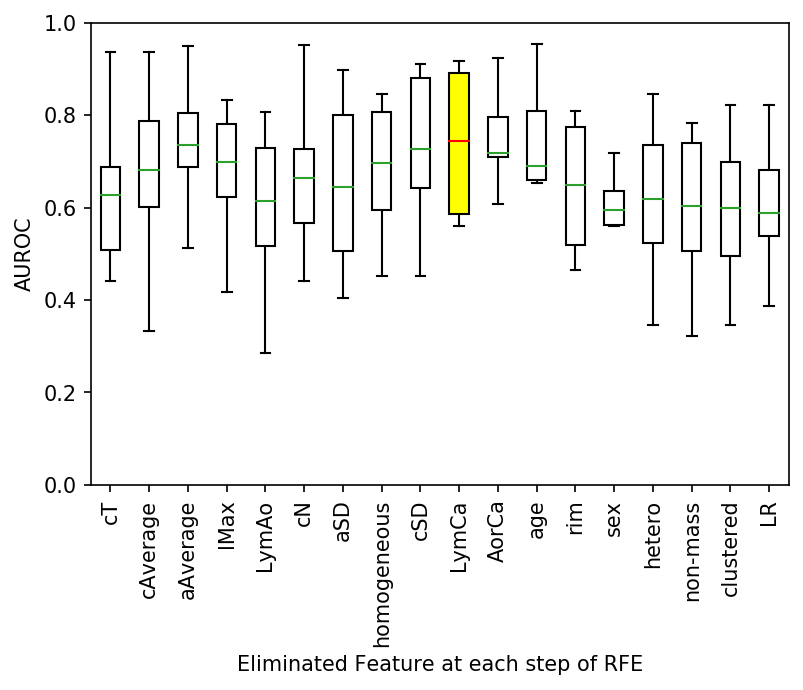 1.0
0.8
0.6
0.4
0.2
0.0
AUROC
cT
cAverage
aAverage
IMax
LymAo
cN
aSD
homogeneous
cSD
LymCa
AorCa
age
rim
sex
hetero
non-mass
clustered
LR
Eliminated Feature at each step of RFE